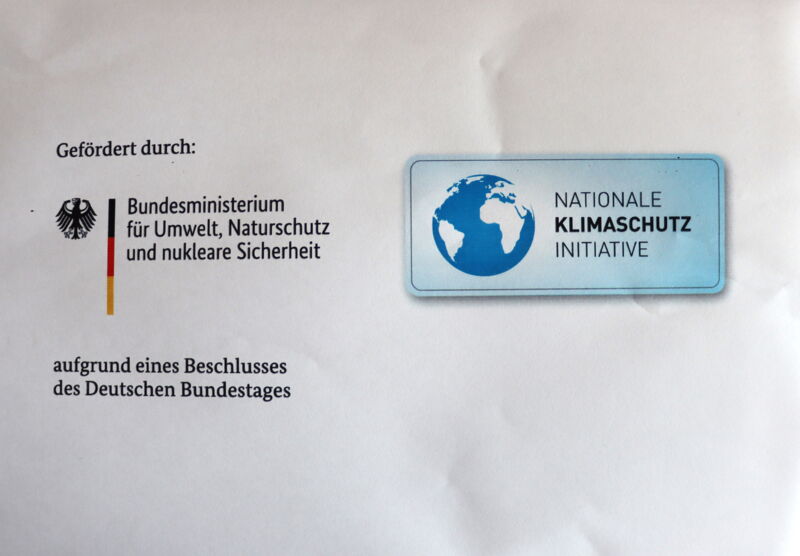 Gefördert durch:
Bundesministerium
für Umwelt, Naturschutz
und nukleare Sicherheit
NATIONALE
KLIMASCHUTZ
INITIATIVE
aufgrund eines Beschlusses
des Deutschen Bundestages